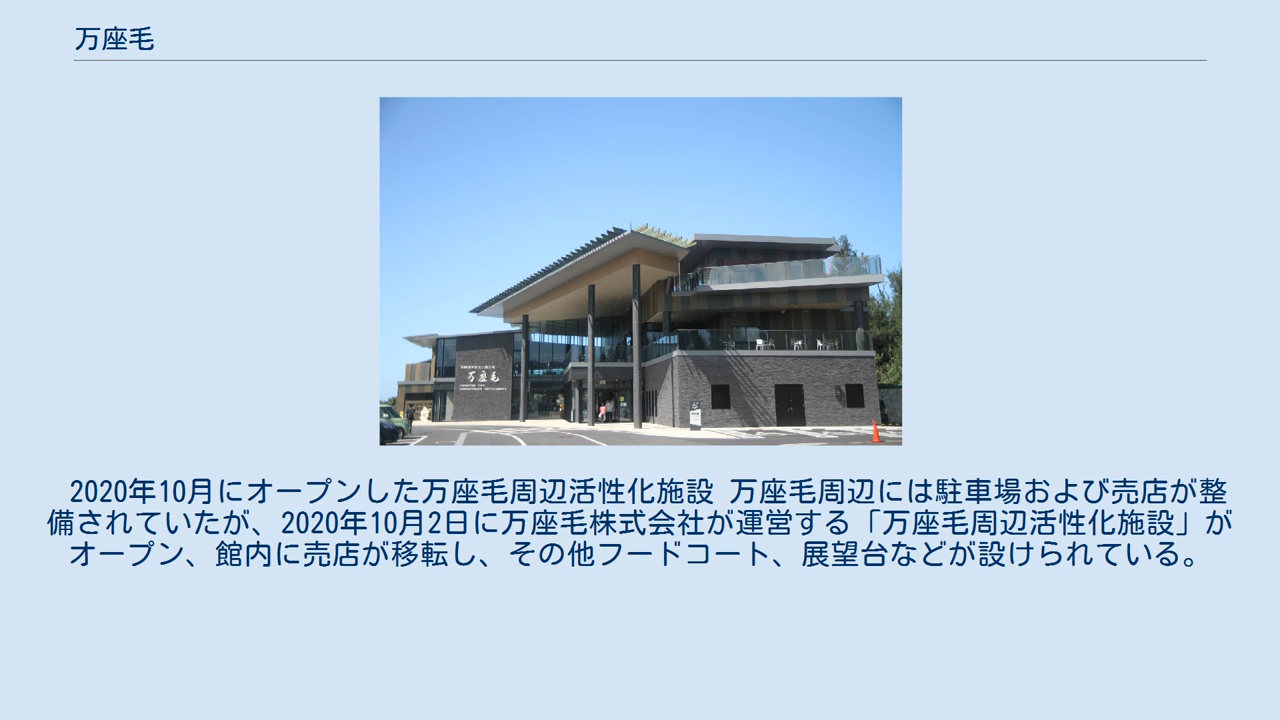 万座毛
万座毛
2020年10月にオープンした万座毛周辺活性化施設 万座毛周辺には駐車場および売店が整
備されていたが、2020年10月2日に万座毛株式会社が運営する「万座毛周辺活性化施設」が
オープン、館内に売店が移転し、その他フードコート、展望台などが設けられている。